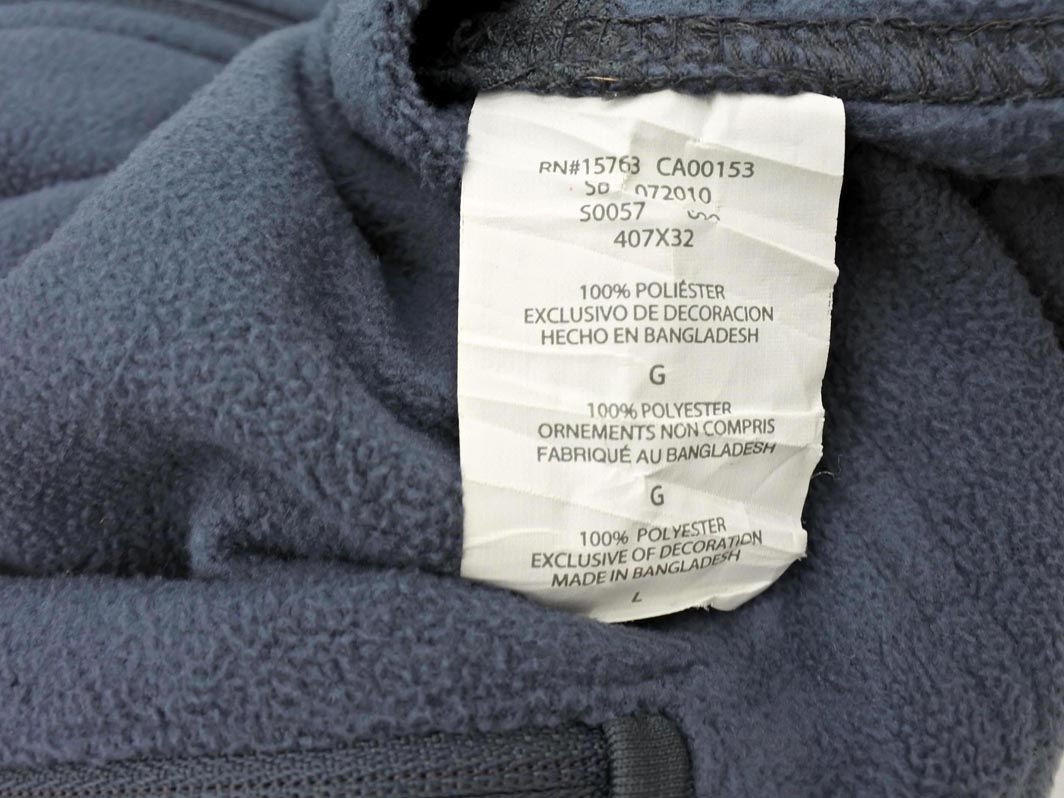 RN#15763 CA00153
072010
S0057
407X32
100% POLIÉSTER
EXCLUSIVO DE DECORACION
HECHO EN BANGLADESH
G
100% POLYESTER
ORNEMENTS NON COMPRIS
FABRIQUÉ AU BANGLADESH
G
100% POLYESTER
EXCLUSIVE OF DECORATION
MADE IN BANGLADESH
L